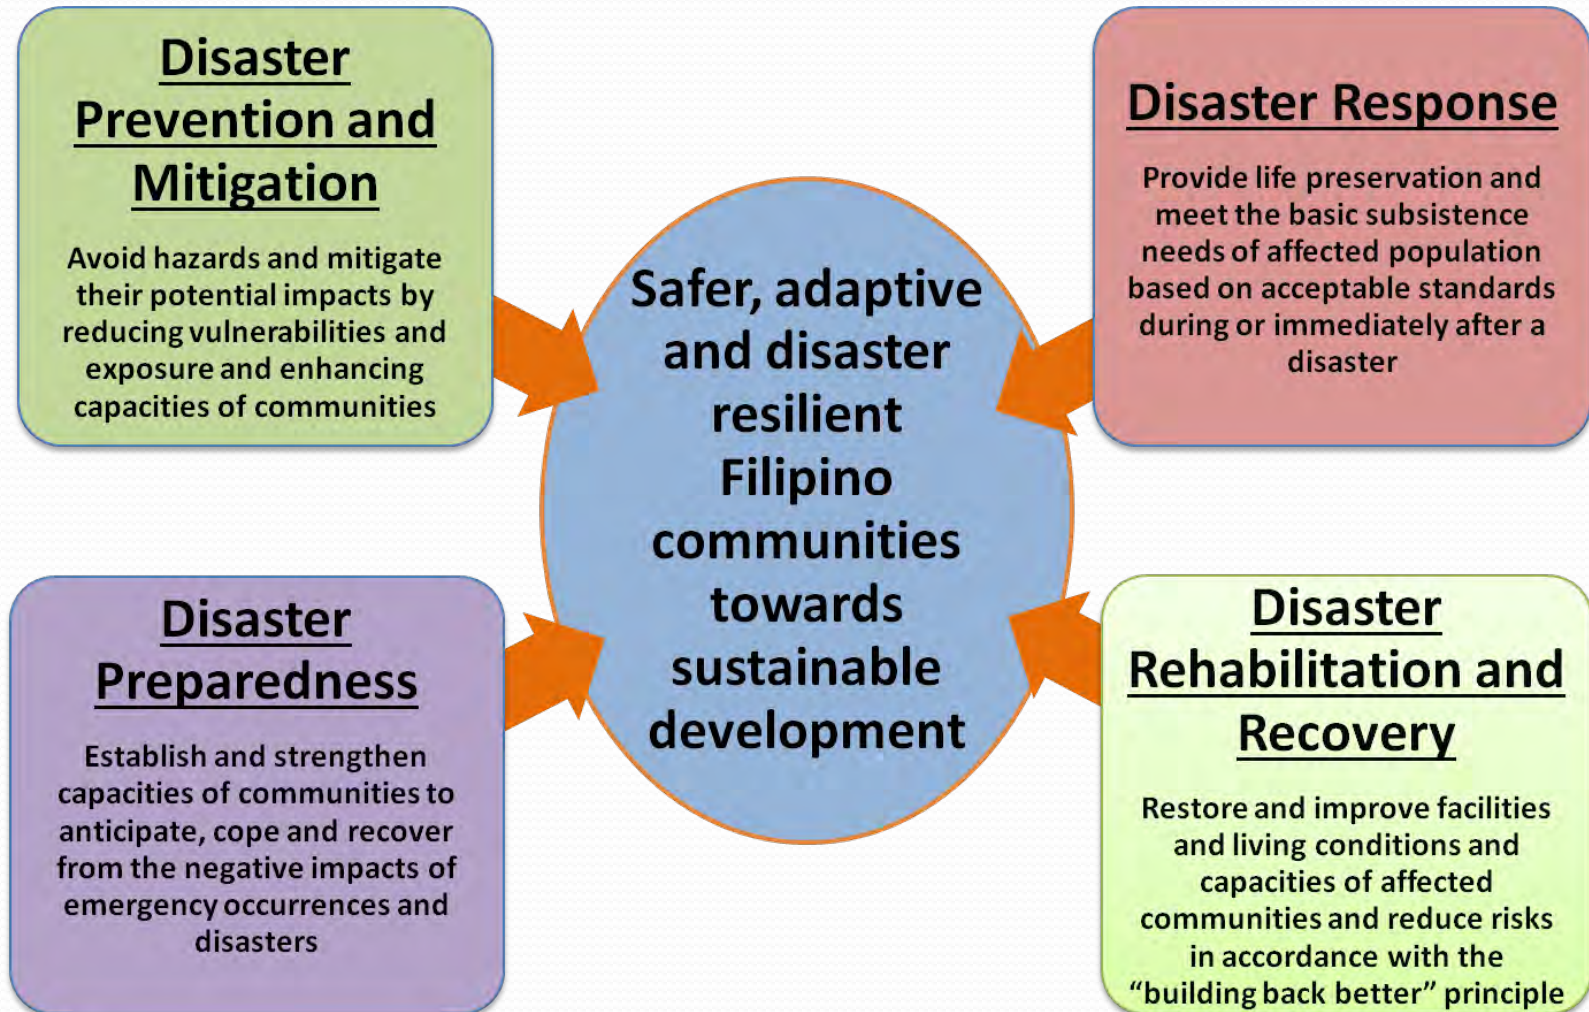 Disaster
Prevention and
Mitigation
Avoid hazards and mitigate
their potential impacts by
reducing vulnerabilities and
exposure and enhancing
capacities of communities
Disaster Response
Provide life preservation and
meet the basic subsistence
needs of affected population
based on acceptable standards
during or immediately after a
disaster
Safer, adaptive
and disaster
resilient
Filipino
communities
towards
sustainable
development
Disaster
Preparedness
Establish and strengthen
capacities of communities to
anticipate, cope and recover
from the negative impacts of
emergency occurrences and
disasters
Disaster
Rehabilitation and
Recovery
Restore and improve facilities
and living conditions and
capacities of affected
communities and reduce risks
in accordance with the
“building back better” principle